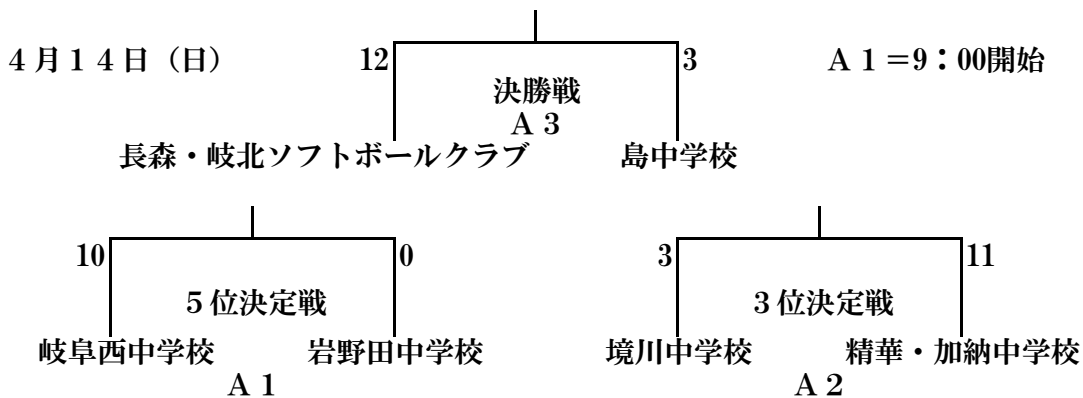 ４月１４日（日）
12
3
Ａ１＝9：00開始
決勝戦
Ａ３
長森・岐北ソフトボールクラブ
島中学校
10
0
3
11
５位決定戦
３位決定戦
岐阜西中学校
岩野田中学校
境川中学校
精華・加納中学校
Ａ１
Ａ２